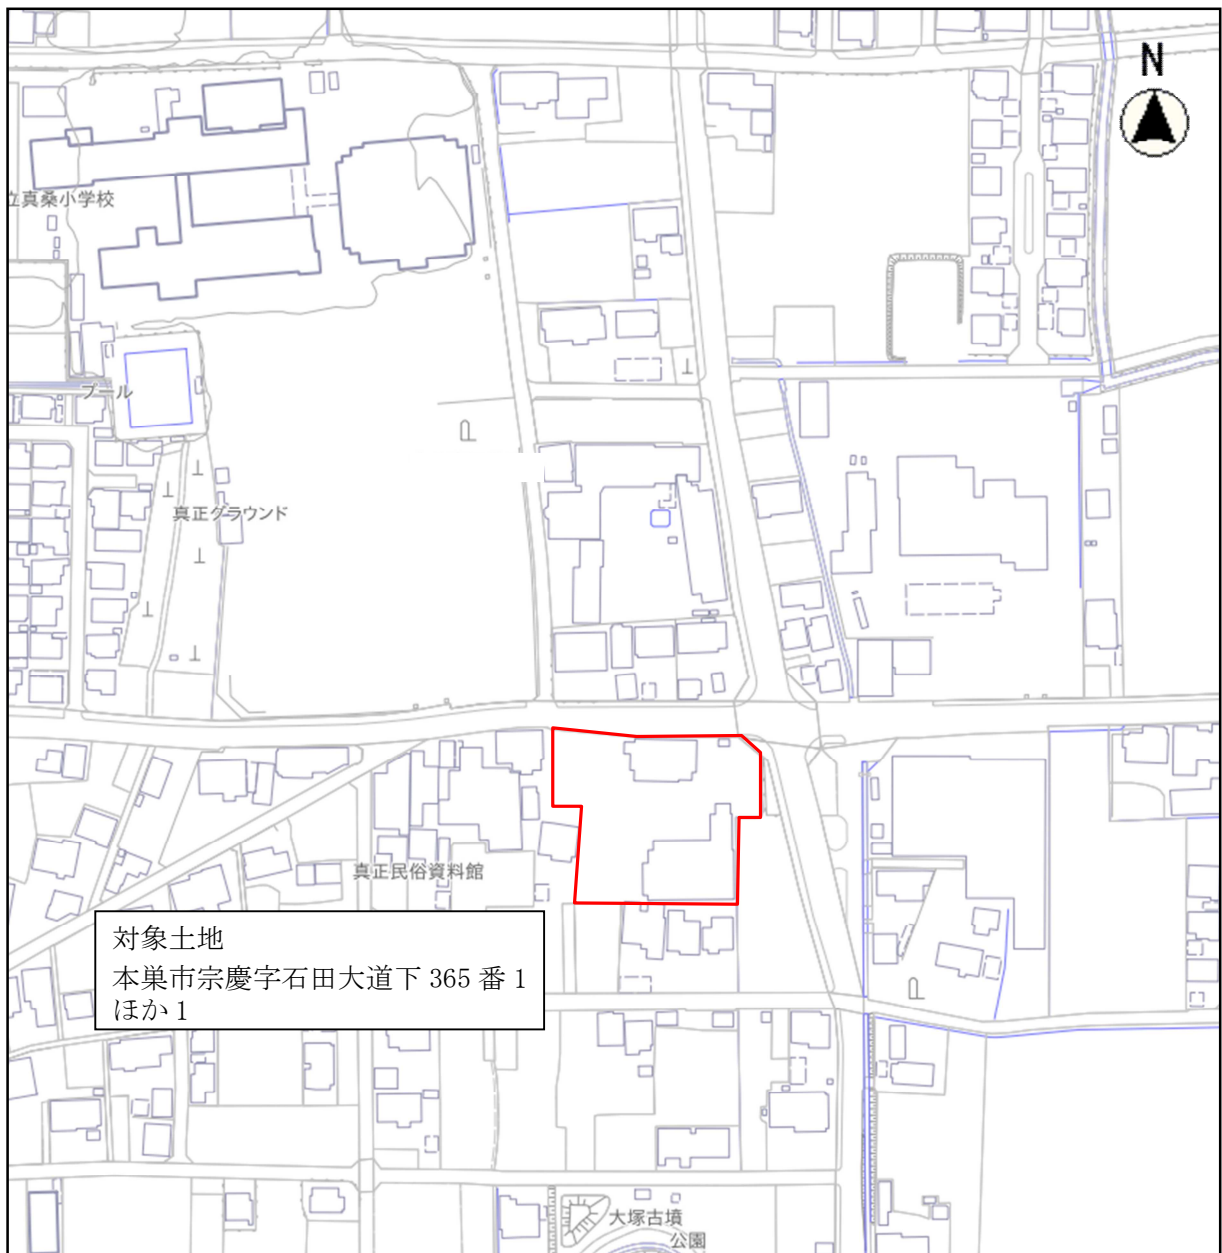 N
立真桑小学校
プール
真正グラウンド
真正民俗資料館
対象土地
本巣市宗慶字石田大道下 365 番 1
ほか 1
大塚古墳
公園